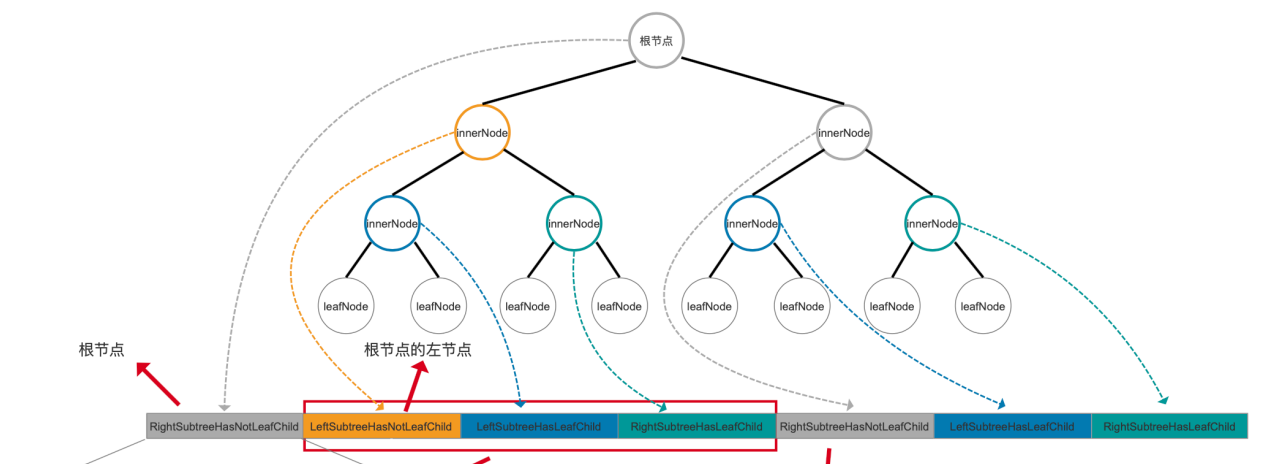 根节点
innerNode
innerNode
innerNode
innerNode
innerNode
innerNode
leafNode
leafNode
leafNode
leafNode
leafNode
leafNode
leafNode
leafNode
根节点
根节点的左节点
RightSubtreeHasNotLeafChild
LeftSubtreeHasNotLeafChild
LeftSubtreeHasLeafChild
RightSubtreeHasLeafChild
RightSubtreeHasNotLeafChild
LeftSubtreeHasLeafChild
RightSubtreeHasLeafChild